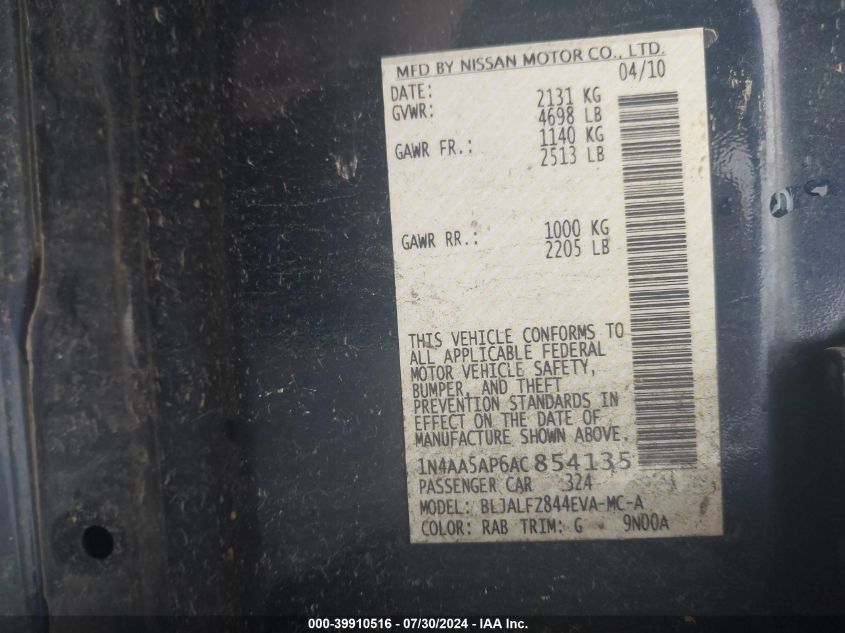 MFD BY NISSAN MOTOR CO., LTD.
DATE: 04/10
GVWR: 2131 KG
4698 LB
GAWR FR.: 1140 KG
2513 LB
GAWR RR.: 1000 KG
2205 LB
THIS VEHICLE CONFORMS TO
ALL APPLICABLE FEDERAL
MOTOR VEHICLE SAFETY,
BUMPER, AND THEFT
PREVENTION STANDARDS IN
EFFECT ON THE DATE OF
MANUFACTURE SHOWN ABOVE.
1N4AA5AP6AC854135
PASSENGER CAR 324
MODEL: BLJALFZ844EVA-MC-A
COLOR: RAB TRIM: G 9N00A
000-39910516 - 07/30/2024 - IAA Inc.